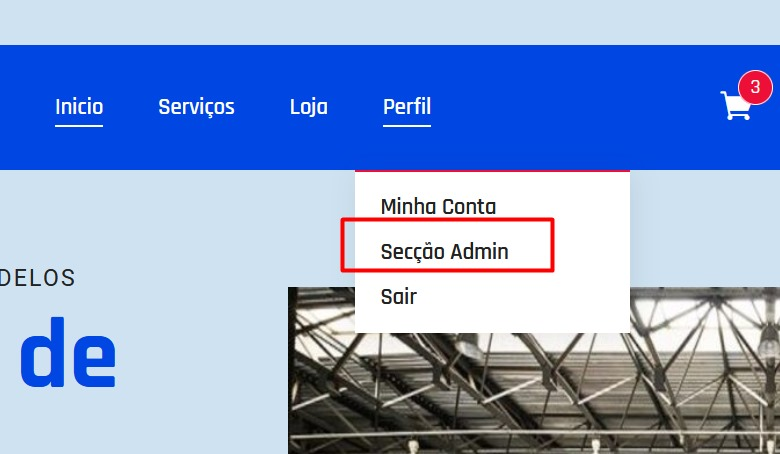 Inicio
Serviços
Loja
Perfil
3
Minha Conta
Secção Admin
Sair
DELOS
de